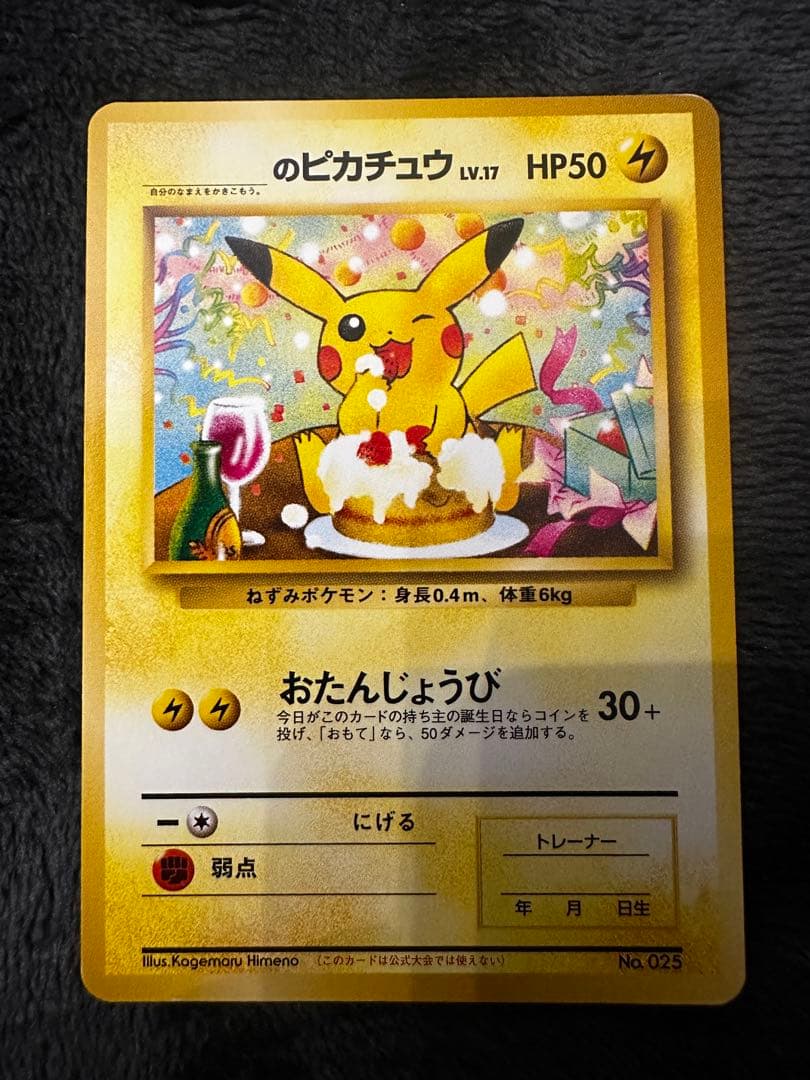 のピカチュウ LV.17 HP50
自分のなまえをかきこもう。
ねずみポケモン：身長0.4m、体重6kg
おたんじょうび 30+
今日がこのカードの持ち主の誕生日ならコインを
投げ、「おもて」なら、50ダメージを追加する。
にげる
弱点
トレーナー
年 月 日生
Illus.Kagemaru Himeno （このカードは公式大会では使えない） No. 025